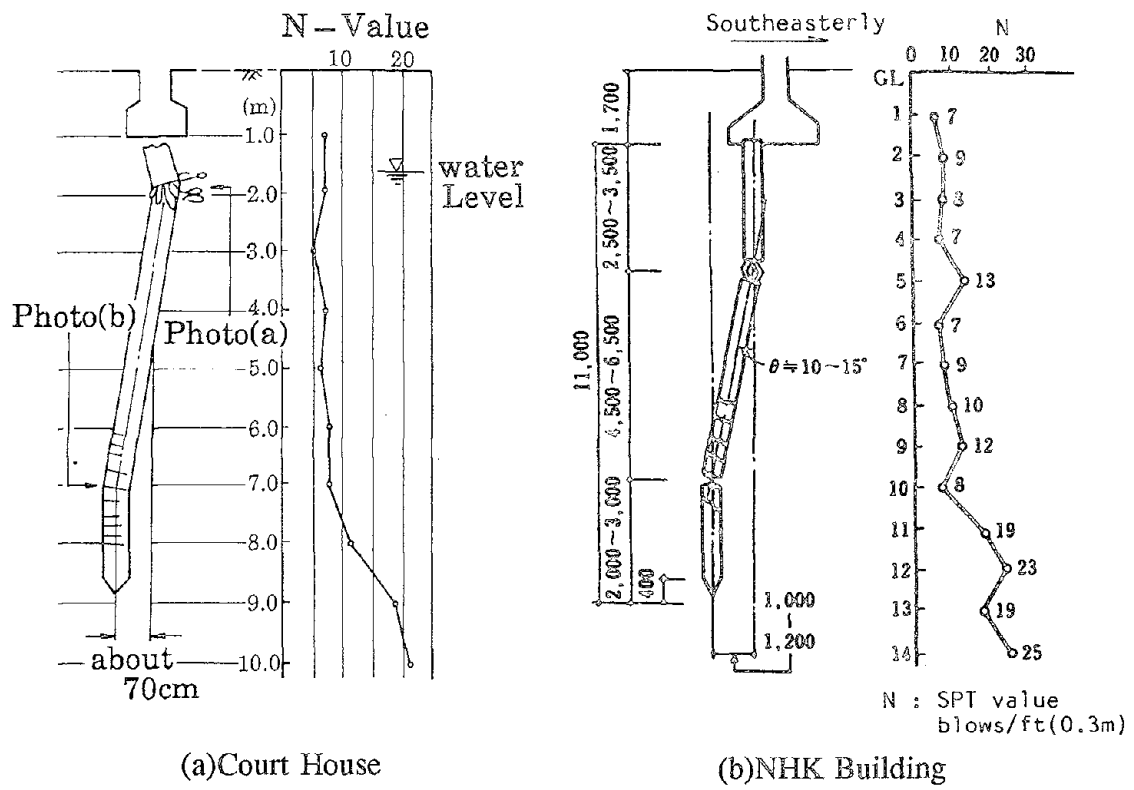 N-Value
10 20
(m)
1.0
2.0
3.0
4.0
5.0
6.0
7.0
8.0
9.0
10.0
water
Level
Photo(b)
Photo(a)
about
70cm
(a)Court House
Southeasterly
1,700
2,500~3,500
4,500~6,500
2,000~3,000
11,000
400
θ≒10~15°
1,000
~
1,200
N
0 10 20 30
GL
1 7
2 9
3 8
4 7
5 13
6 7
7 9
8 10
9 12
10 8
11 19
12 23
13 19
14 25
N : SPT value
blows/ft(0.3m)
(b)NHK Building